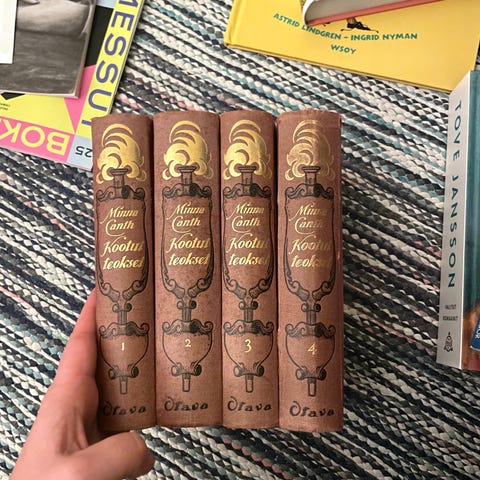 MESSUT
BOK
25
ASTRID LINDGREN - INGRID NYMAN
WSOY
TOVE JANSSON
Minna
Canth
Kootut
teokset
1
Otava
Minna
Canth
Kootut
teokset
2
Otava
Minna
Canth
Kootut
teokset
3
Otava
Minna
Canth
Kootut
teokset
4
Otava